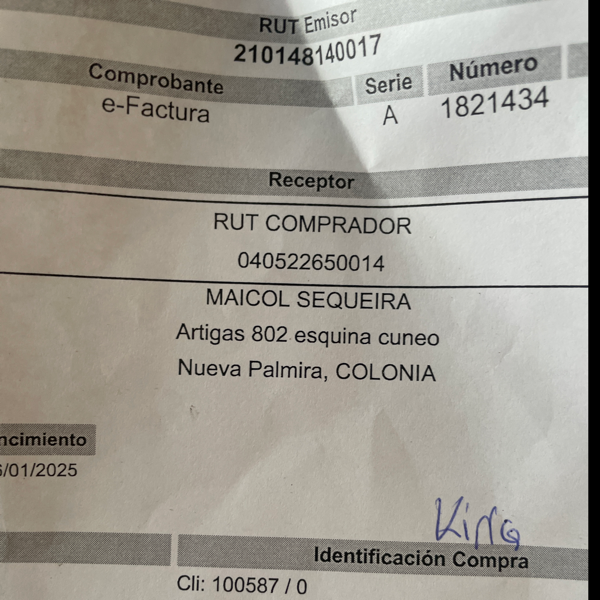 RUT Emisor
210148140017
Comprobante Serie Número
e-Factura A 1821434
Receptor
RUT COMPRADOR
040522650014
MAICOL SEQUEIRA
Artigas 802 esquina cuneo
Nueva Palmira, COLONIA
ncimiento
6/01/2025
King
Identificación Compra
Cli: 100587 / 0